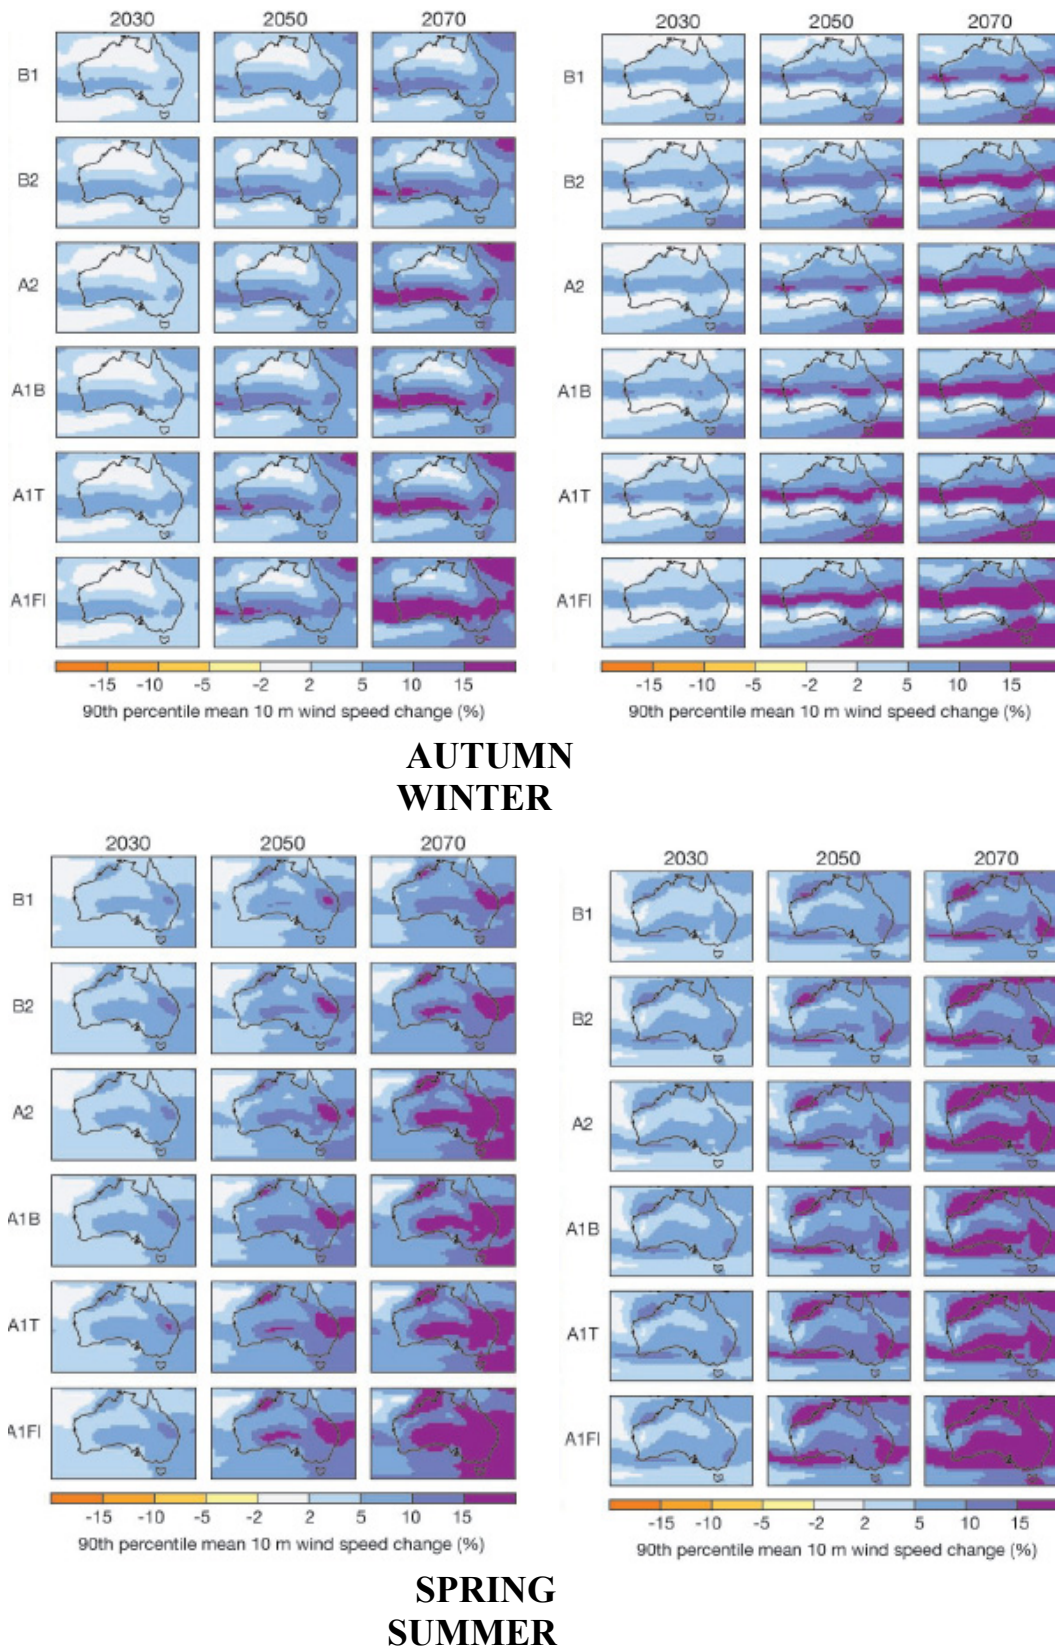 2030 2050 2070
B1
B2
A2
A1B
A1T
A1FI
-15 -10 -5 -2 2 5 10 15
90th percentile mean 10 m wind speed change (%)
2030 2050 2070
B1
B2
A2
A1B
A1T
A1FI
-15 -10 -5 -2 2 5 10 15
90th percentile mean 10 m wind speed change (%)
AUTUMN
WINTER
2030 2050 2070
B1
B2
A2
A1B
A1T
A1FI
-15 -10 -5 -2 2 5 10 15
90th percentile mean 10 m wind speed change (%)
2030 2050 2070
B1
B2
A2
A1B
A1T
A1FI
-15 -10 -5 -2 2 5 10 15
90th percentile mean 10 m wind speed change (%)
SPRING
SUMMER